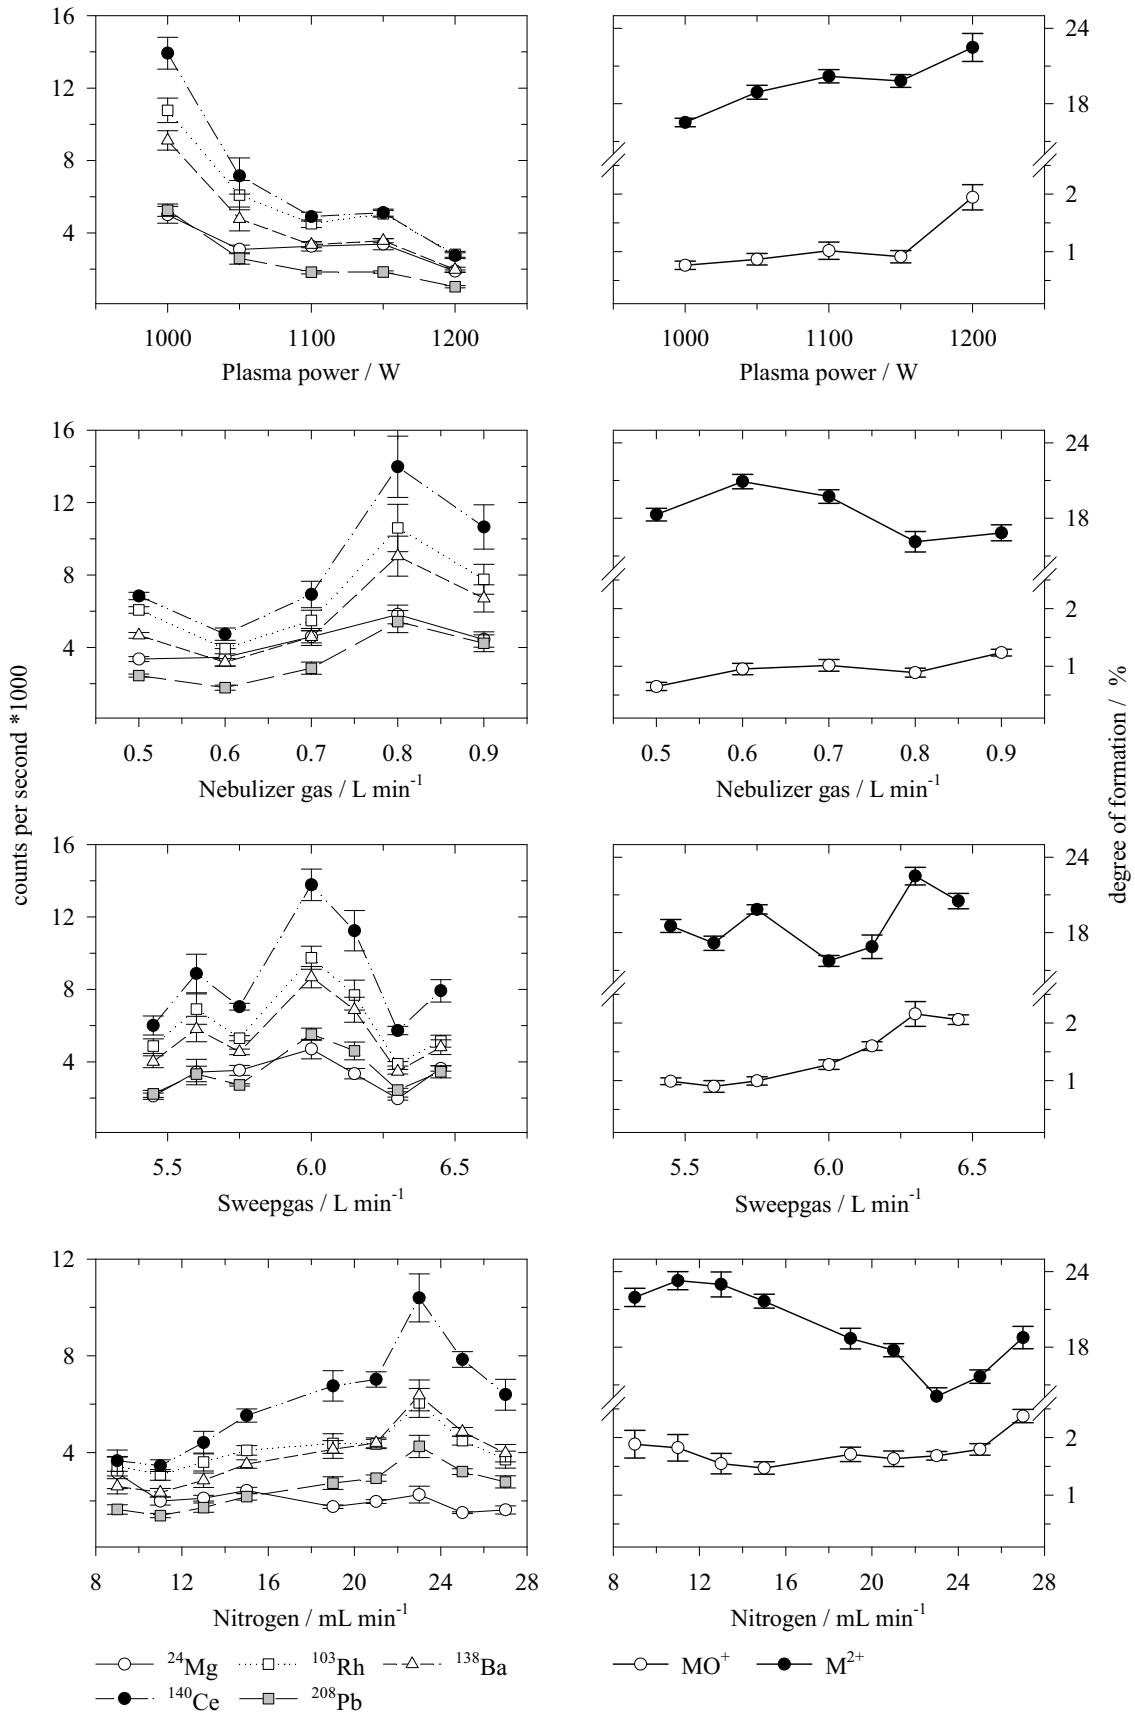 16
12
8
4
1000 1100 1200
Plasma power / W
24
18
2
1
1000 1100 1200
Plasma power / W
16
12
8
4
0.5 0.6 0.7 0.8 0.9
Nebulizer gas / L min⁻¹
24
18
2
1
0.5 0.6 0.7 0.8 0.9
Nebulizer gas / L min⁻¹
counts per second *1000
degree of formation / %
16
12
8
4
5.5 6.0 6.5
Sweepgas / L min⁻¹
24
18
2
1
5.5 6.0 6.5
Sweepgas / L min⁻¹
12
8
4
8 12 16 20 24 28
Nitrogen / mL min⁻¹
24
18
2
1
8 12 16 20 24 28
Nitrogen / mL min⁻¹
²⁴Mg ¹⁰³Rh ¹³⁸Ba
¹⁴⁰Ce ²⁰⁸Pb
MO⁺ M²⁺